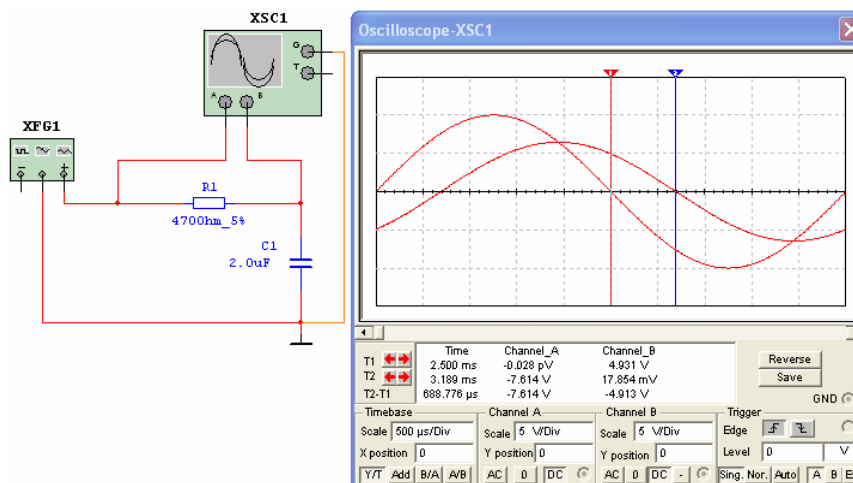 XSC1
G
T
A
B
XFG1
R1
4700hm_5%
C1
2.0uF
Oscilloscope-XSC1
1
2
Time Channel_A Channel_B
T1 2.500 ms -0.028 pV 4.931 V
T2 3.189 ms -7.614 V 17.854 mV
T2-T1 688.776 µs -7.614 V -4.913 V
Reverse
Save
GND
Timebase Channel A Channel B Trigger
Scale 500 µs/Div Scale 5 V/Div Scale 5 V/Div Edge
X position 0 Y position 0 Y position 0 Level 0 V
Y/T Add B/A A/B AC 0 DC AC 0 DC - Sing. Nor. Auto A B